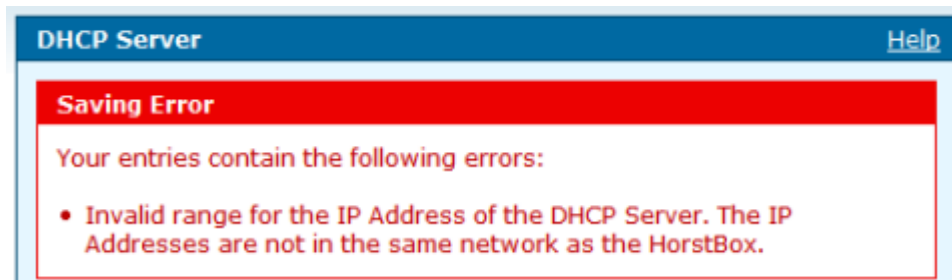 DHCP Server Help
Saving Error
Your entries contain the following errors:
• Invalid range for the IP Address of the DHCP Server. The IP
Addresses are not in the same network as the HorstBox.